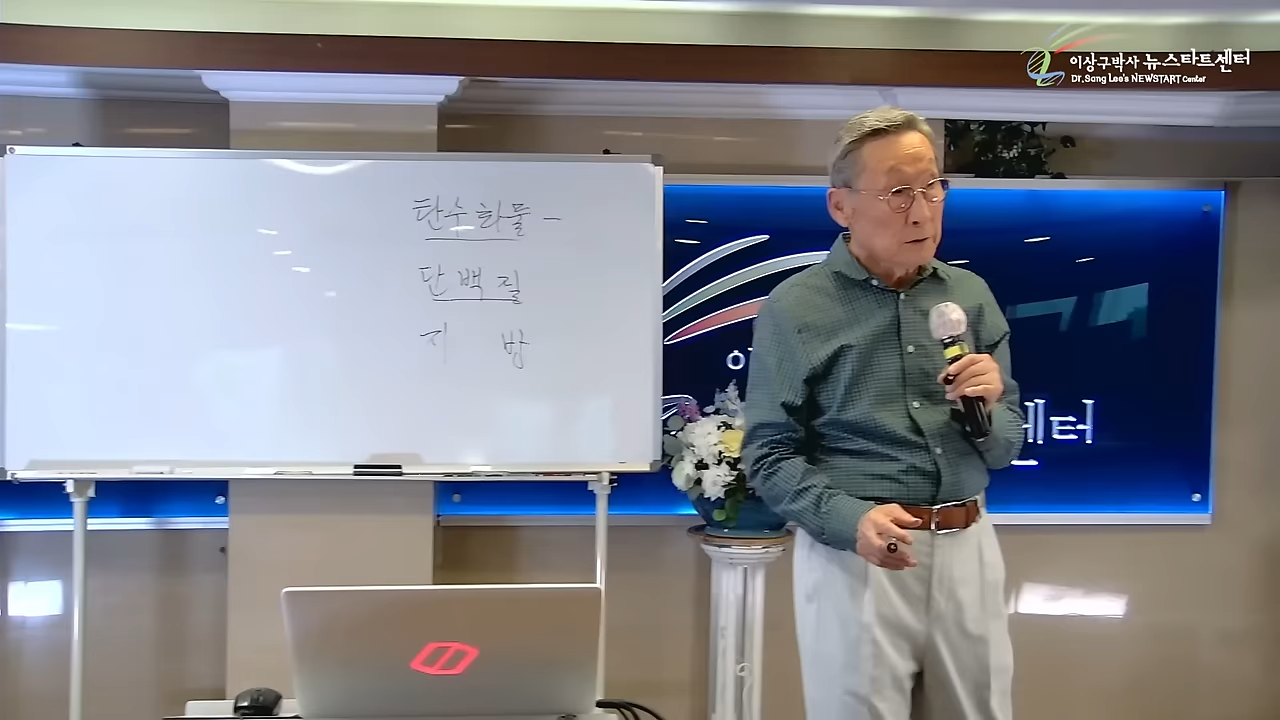 이상구박사 뉴스타트센터
Dr. Sang Lee's NEWSTART Center
탄수화물 -
단백질
지 방
터